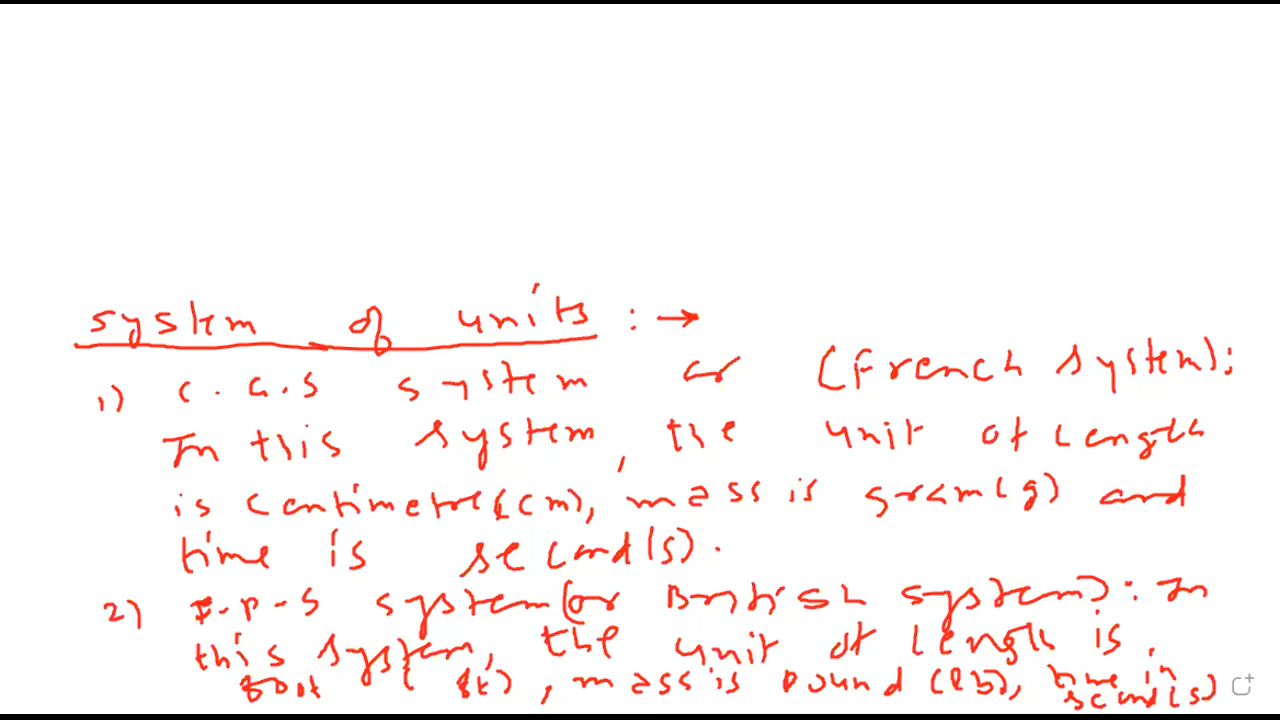 system of units : →
1) C.G.S system or (French system):
In this system, the unit of length
is centimetre(cm), mass is gram(g) and
time is second(s).
2) F-P-S system(or British system): In
this system, the unit of length is
foot (ft), mass is pound (lb), time is
second(s)